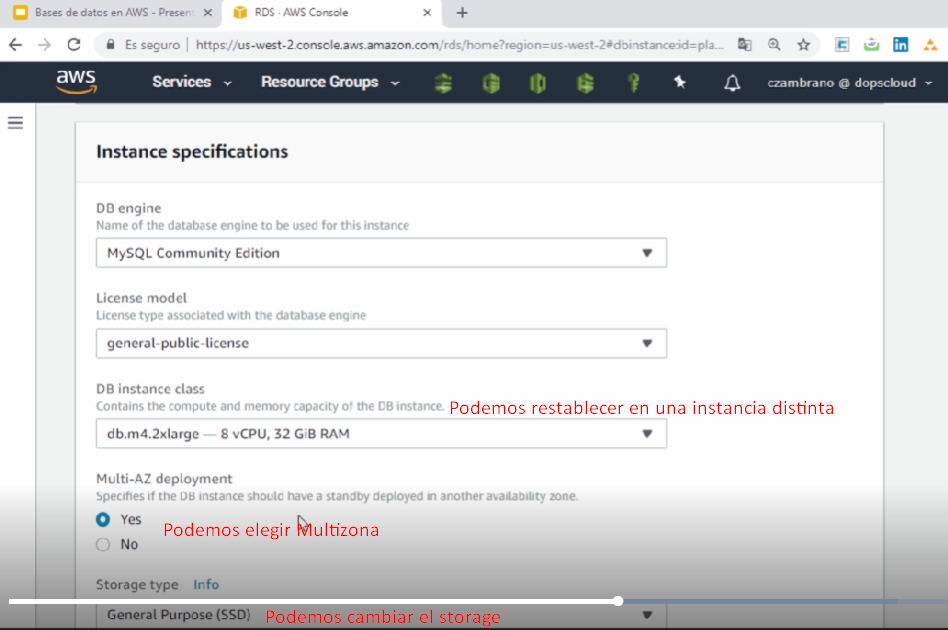 Bases de datos en AWS - Present
RDS · AWS Console
Es seguro | https://us-west-2.console.aws.amazon.com/rds/home?region=us-west-2#dbinstance:id=pla...
aws Services Resource Groups czambrano @ dopscloud
Instance specifications
DB engine
Name of the database engine to be used for this instance
MySQL Community Edition
License model
License type associated with the database engine
general-public-license
DB instance class
Contains the compute and memory capacity of the DB instance. Podemos restablecer en una instancia distinta
db.m4.2xlarge — 8 vCPU, 32 GiB RAM
Multi-AZ deployment
Specifies if the DB instance should have a standby deployed in another availability zone.
Yes
Podemos elegir Multizona
No
Storage type Info
General Purpose (SSD) Podemos cambiar el storage